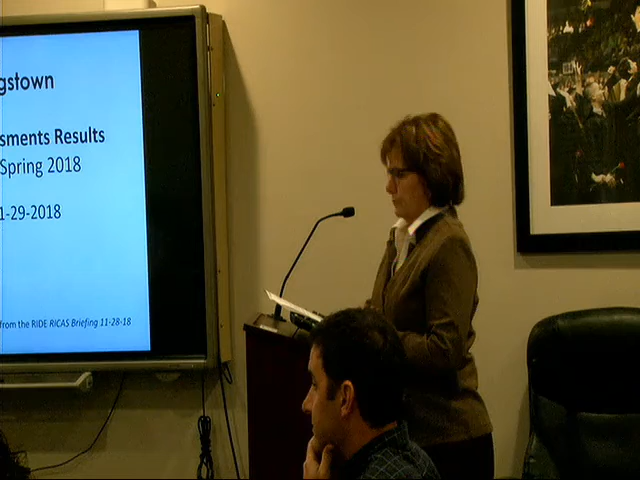 gstown
sments Results
Spring 2018
1-29-2018
from the RIDE RICAS Briefing 11-28-18